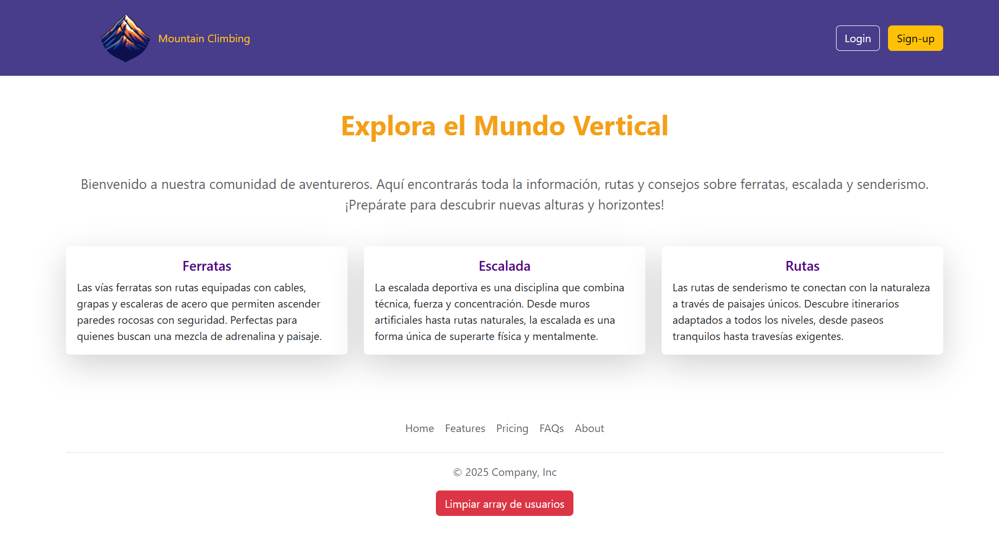 Mountain Climbing
Login
Sign-up
Explora el Mundo Vertical
Bienvenido a nuestra comunidad de aventureros. Aquí encontrarás toda la información, rutas y consejos sobre ferratas, escalada y senderismo.
¡Prepárate para descubrir nuevas alturas y horizontes!
Ferratas
Las vías ferratas son rutas equipadas con cables,
grapas y escaleras de acero que permiten ascender
paredes rocosas con seguridad. Perfectas para
quienes buscan una mezcla de adrenalina y paisaje.
Escalada
La escalada deportiva es una disciplina que combina
técnica, fuerza y concentración. Desde muros
artificiales hasta rutas naturales, la escalada es una
forma única de superarte física y mentalmente.
Rutas
Las rutas de senderismo te conectan con la naturaleza
a través de paisajes únicos. Descubre itinerarios
adaptados a todos los niveles, desde paseos
tranquilos hasta travesías exigentes.
Home Features Pricing FAQs About
© 2025 Company, Inc
Limpiar array de usuarios